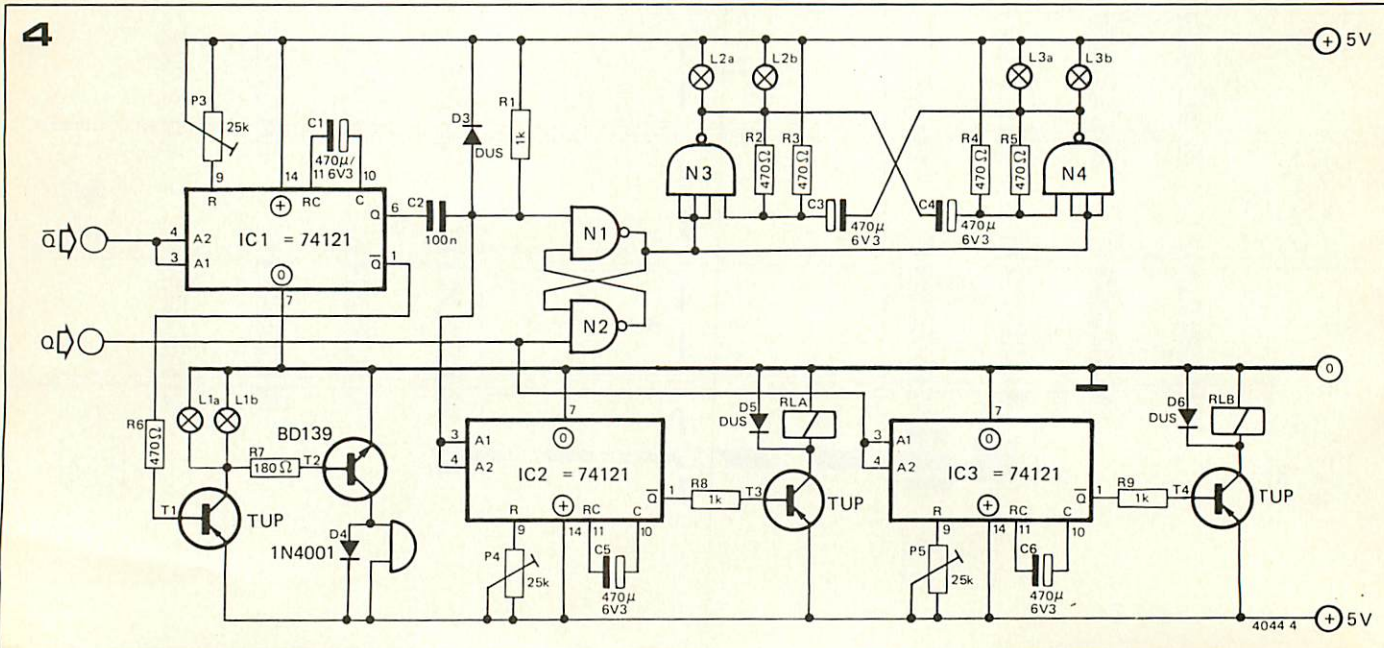 4
+ 5V
P3
25k
C1
470µ/
6V3
D3
DUS
R1
1k
L2a
L2b
L3a
L3b
R2
470Ω
R3
470Ω
R4
470Ω
R5
470Ω
N3
N4
C3
470µ
6V3
C4
470µ
6V3
9
14
11
10
R
+
RC
C
Q
6
C2
100n
Q̄
4
A2
3
A1
IC1 = 74121
Q̄
1
0
7
N1
N2
Q
0
L1a
L1b
R6
470Ω
BD139
R7
180Ω
T2
T1
TUP
D4
1N4001
7
0
3
A1
4
A2
IC2 = 74121
Q̄
1
R
+
RC
C
9
14
11
10
P4
25k
C5
470µ
6V3
R8
1k
T3
TUP
D5
DUS
RLA
7
0
3
A1
4
A2
IC3 = 74121
Q̄
1
R
+
RC
C
9
14
11
10
P5
25k
C6
470µ
6V3
R9
1k
T4
TUP
D6
DUS
RLB
4044 4
+ 5V